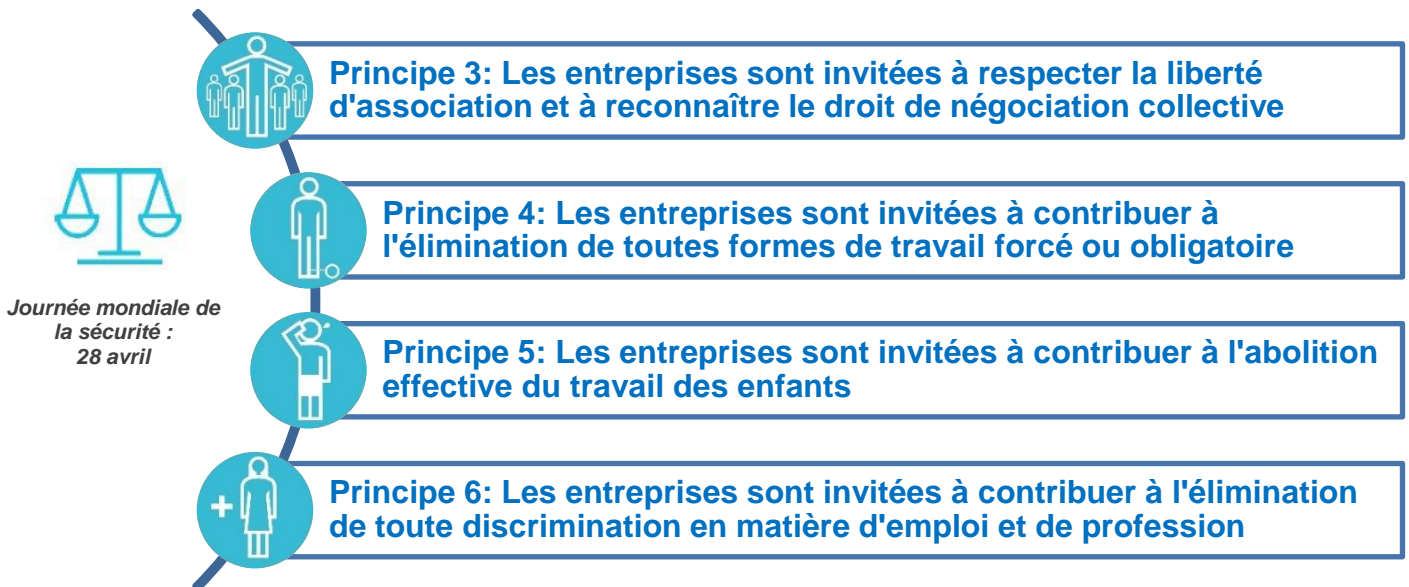 Principe 3: Les entreprises sont invitées à respecter la liberté
d'association et à reconnaître le droit de négociation collective
Principe 4: Les entreprises sont invitées à contribuer à
l'élimination de toutes formes de travail forcé ou obligatoire
Journée mondiale de
la sécurité :
28 avril
Principe 5: Les entreprises sont invitées à contribuer à l'abolition
effective du travail des enfants
Principe 6: Les entreprises sont invitées à contribuer à l'élimination
de toute discrimination en matière d'emploi et de profession